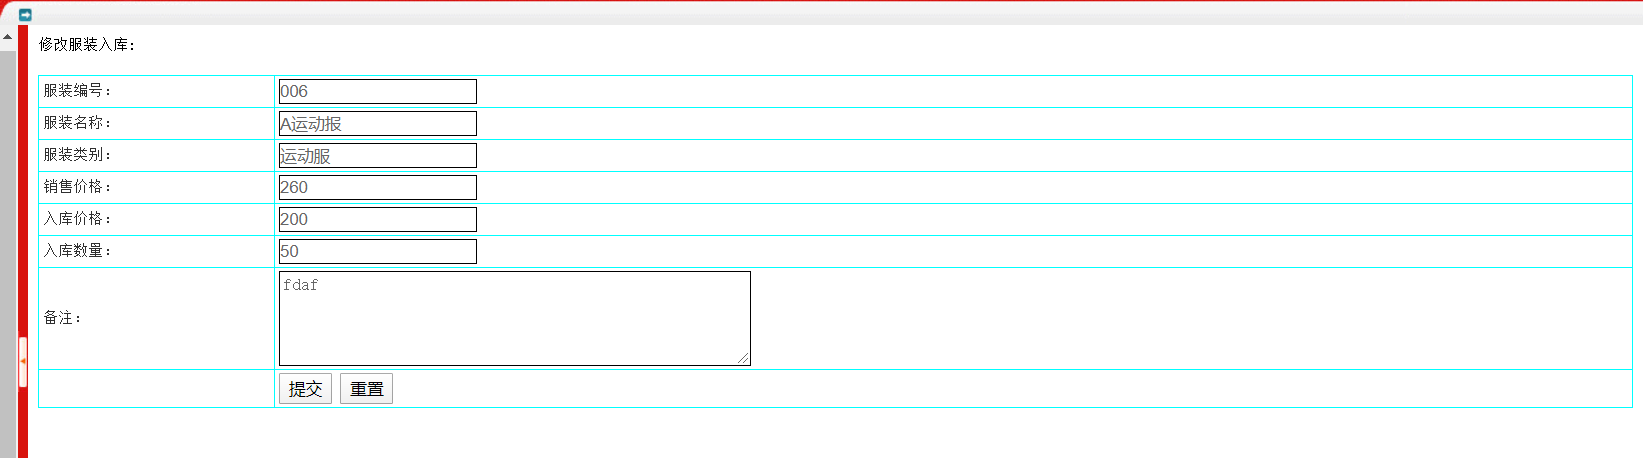 修改服装入库：
服装编号： 006
服装名称： A运动报
服装类别： 运动服
销售价格： 260
入库价格： 200
入库数量： 50
备注： fdaf
提交 重置